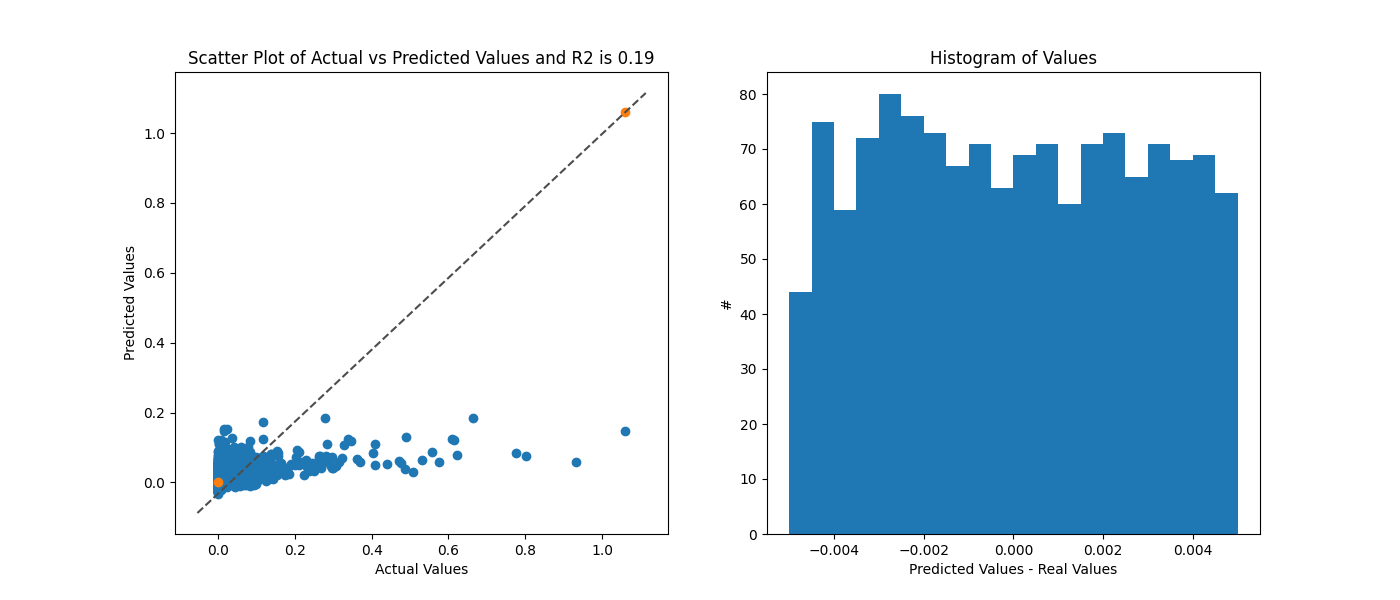 Scatter Plot of Actual vs Predicted Values and R2 is 0.19
Predicted Values
1.0
0.8
0.6
0.4
0.2
0.0
0.0 0.2 0.4 0.6 0.8 1.0
Actual Values
Histogram of Values
#
80
70
60
50
40
30
20
10
0
−0.004 −0.002 0.000 0.002 0.004
Predicted Values - Real Values